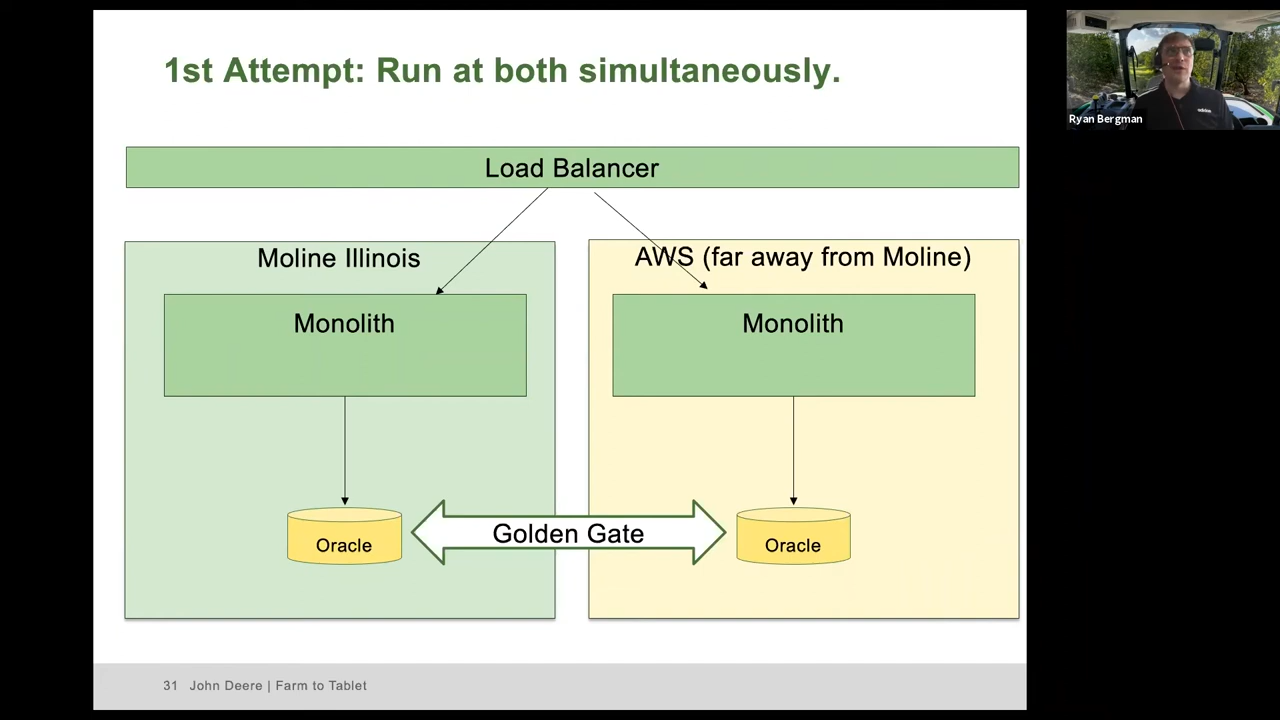 1st Attempt: Run at both simultaneously.
Load Balancer
Moline Illinois
AWS (far away from Moline)
Monolith
Monolith
Golden Gate
Oracle
Oracle
31 John Deere | Farm to Tablet
Ryan Bergman
adidas